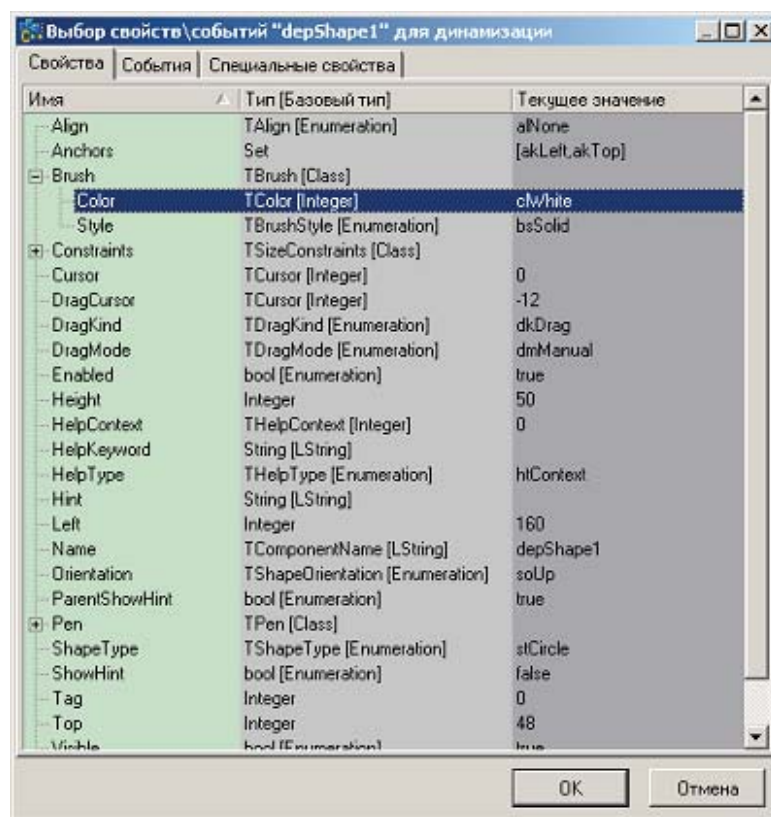 Выбор свойств\событий "depShape1" для динамизации
Свойства События Специальные свойства
Имя Тип [Базовый тип] Текущее значение
Align TAlign [Enumeration] alNone
Anchors Set [akLeft,akTop]
Brush TBrush [Class]
Color TColor [Integer] clWhite
Style TBrushStyle [Enumeration] bsSolid
Constraints TSizeConstraints [Class]
Cursor TCursor [Integer] 0
DragCursor TCursor [Integer] -12
DragKind TDragKind [Enumeration] dkDrag
DragMode TDragMode [Enumeration] dmManual
Enabled bool [Enumeration] true
Height Integer 50
HelpContext THelpContext [Integer] 0
HelpKeyword String [LString]
HelpType THelpType [Enumeration] htContext
Hint String [LString]
Left Integer 160
Name TComponentName [LString] depShape1
Orientation TShapeOrientation [Enumeration] soUp
ParentShowHint bool [Enumeration] true
Pen TPen [Class]
ShapeType TShapeType [Enumeration] stCircle
ShowHint bool [Enumeration] false
Tag Integer 0
Top Integer 48
Visible bool [Enumeration] true
OK Отмена